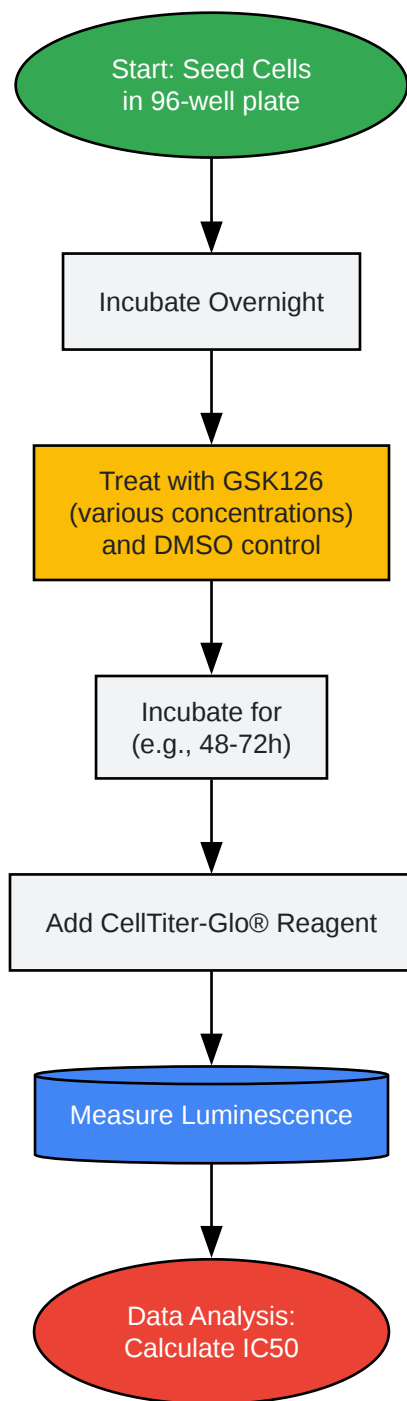 Start: Seed Cells
in 96-well plate
Incubate Overnight
Treat with GSK126
(various concentrations)
and DMSO control
Incubate for
(e.g., 48-72h)
Add CellTiter-Glo® Reagent
Measure Luminescence
Data Analysis:
Calculate IC50